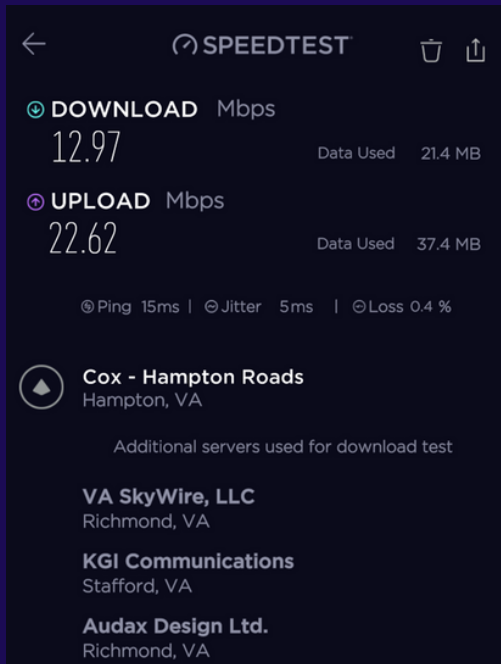 SPEEDTEST
DOWNLOAD Mbps
12.97 Data Used 21.4 MB
UPLOAD Mbps
22.62 Data Used 37.4 MB
Ping 15ms | Jitter 5ms | Loss 0.4 %
Cox - Hampton Roads
Hampton, VA
Additional servers used for download test
VA SkyWire, LLC
Richmond, VA
KGI Communications
Stafford, VA
Audax Design Ltd.
Richmond, VA